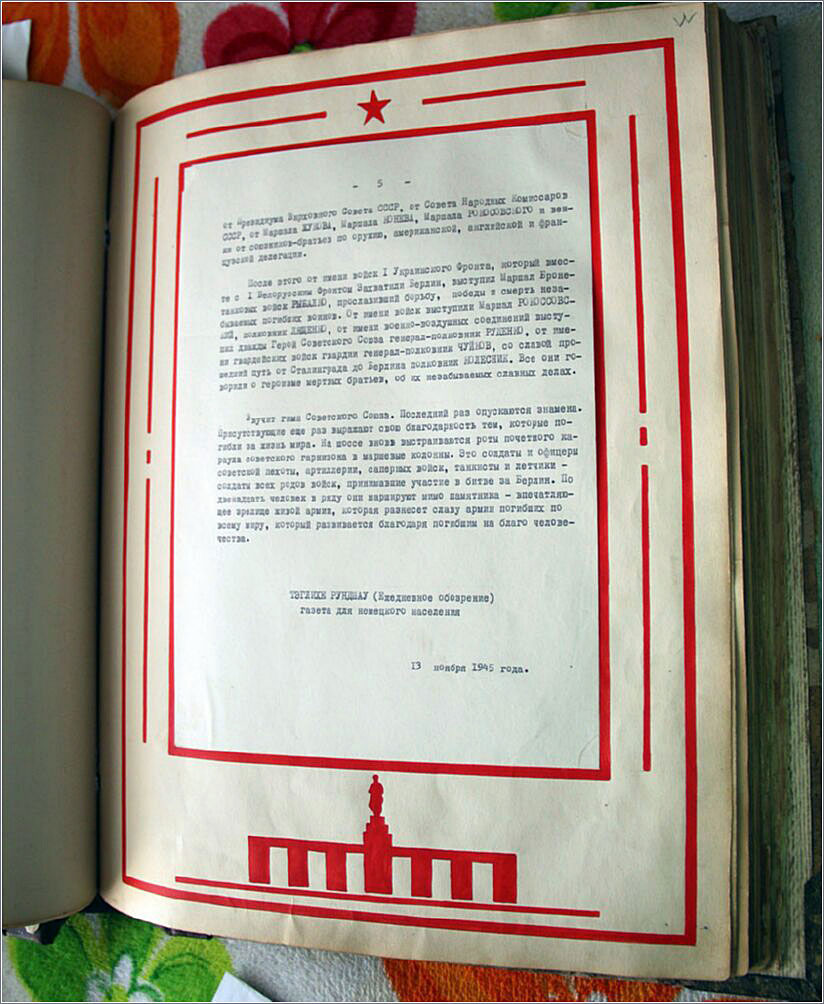 W
- 5 -
от Президиума Верховного Совета СССР, от Совета Народных Комиссаров
СССР, от Маршала ЖУКОВА, Маршала КОНЕВА, Маршала РОКОСОВСКОГО и вен-
ки от союзников-братьев по оружию, американской, английской и фран-
цузской делегации.
После этого от имени войск I Украинского Фронта, который вмес-
те с I Белорусским Фронтом Захватили Берлин, выступил Маршал Броне-
танковых войск РЫБАЛКО, прославивший борьбу, победы и смерть неза-
бываемых погибших воинов. От имени войск выступили Маршал РОКОССОВС-
КИЙ, полковник ЛЯЩЕНКО, от имени военно-воздушных соединений высту-
пил дважды Герой Советского Союза генерал-полковник РУДЕНКО, от име-
ни гвардейских войск гвардии генерал-полковник ЧУЙКОВ, со славой про-
шедший путь от Сталинграда до Берлина полковник КОЛЕСНИК. Все они го-
ворили о героизме мертвых братьев, об их незабываемых славных делах.
Звучит гимн Советского Союза. Последний раз опускаются знамена.
Присутствующие еще раз выражают свою благодарность тем, которые по-
гибли за жизнь мира. На шоссе вновь выстраивается роты почетного ка-
раула советского гарнизона в маршевые колонны. Это солдаты и офицеры
советской пехоты, артиллерии, саперных войск, танкисты и летчики -
солдаты всех родов войск, принимавшие участие в битве за Берлин. По
двенадцать человек в ряду они маршируют мимо памятника - впечатляю-
щее зрелище живой армии, которая разнесет славу армии погибших по
всему миру, который развивается благодаря погибшим на благо челове-
чества.
ТЭГЛИХЕ РУНДШАУ (Ежедневное обозрение)
газета для немецкого населения
13 ноября 1945 года.